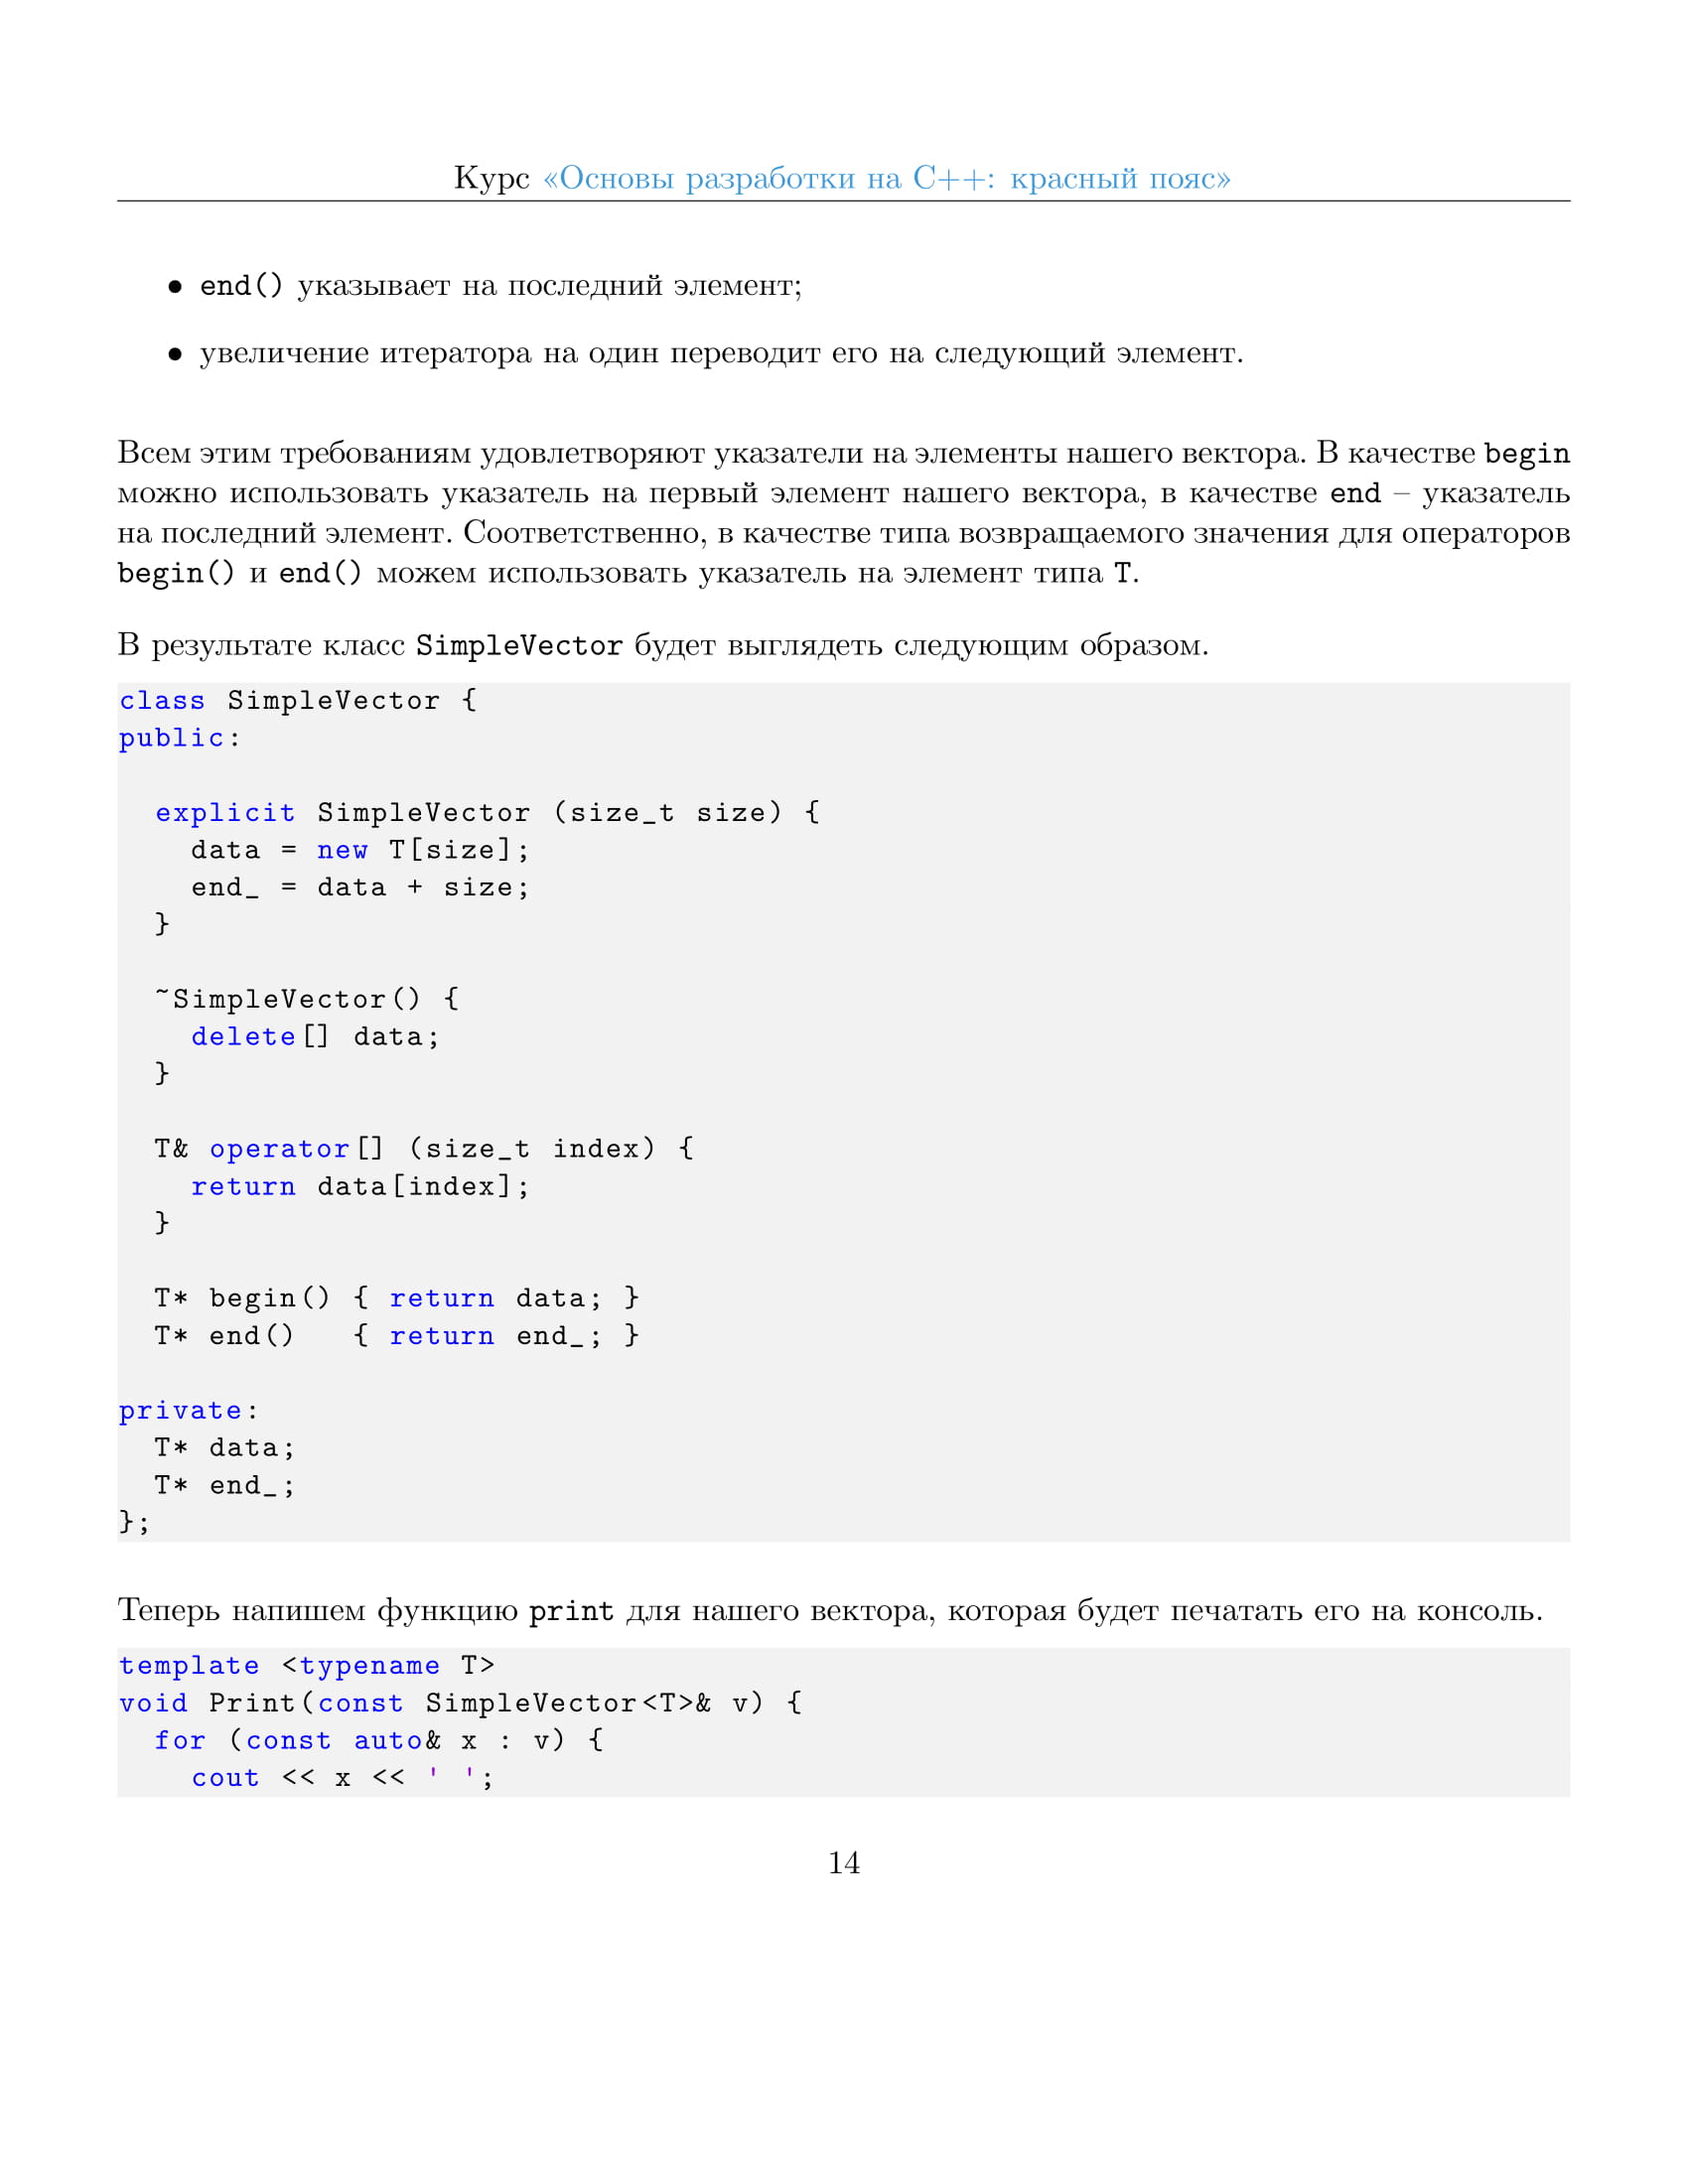 Курс «Основы разработки на C++: красный пояс»
• end() указывает на последний элемент;
• увеличение итератора на один переводит его на следующий элемент.
Всем этим требованиям удовлетворяют указатели на элементы нашего вектора. В качестве begin
можно использовать указатель на первый элемент нашего вектора, в качестве end – указатель
на последний элемент. Соответственно, в качестве типа возвращаемого значения для операторов
begin() и end() можем использовать указатель на элемент типа T.
В результате класс SimpleVector будет выглядеть следующим образом.
class SimpleVector {
public:
  explicit SimpleVector (size_t size) {
    data = new T[size];
    end_ = data + size;
  }
  ~SimpleVector() {
    delete[] data;
  }
  T& operator[] (size_t index) {
    return data[index];
  }
  T* begin() { return data; }
  T* end()   { return end_; }
private:
  T* data;
  T* end_;
};
Теперь напишем функцию print для нашего вектора, которая будет печатать его на консоль.
template <typename T>
void Print(const SimpleVector<T>& v) {
  for (const auto& x : v) {
    cout << x << ' ';
14